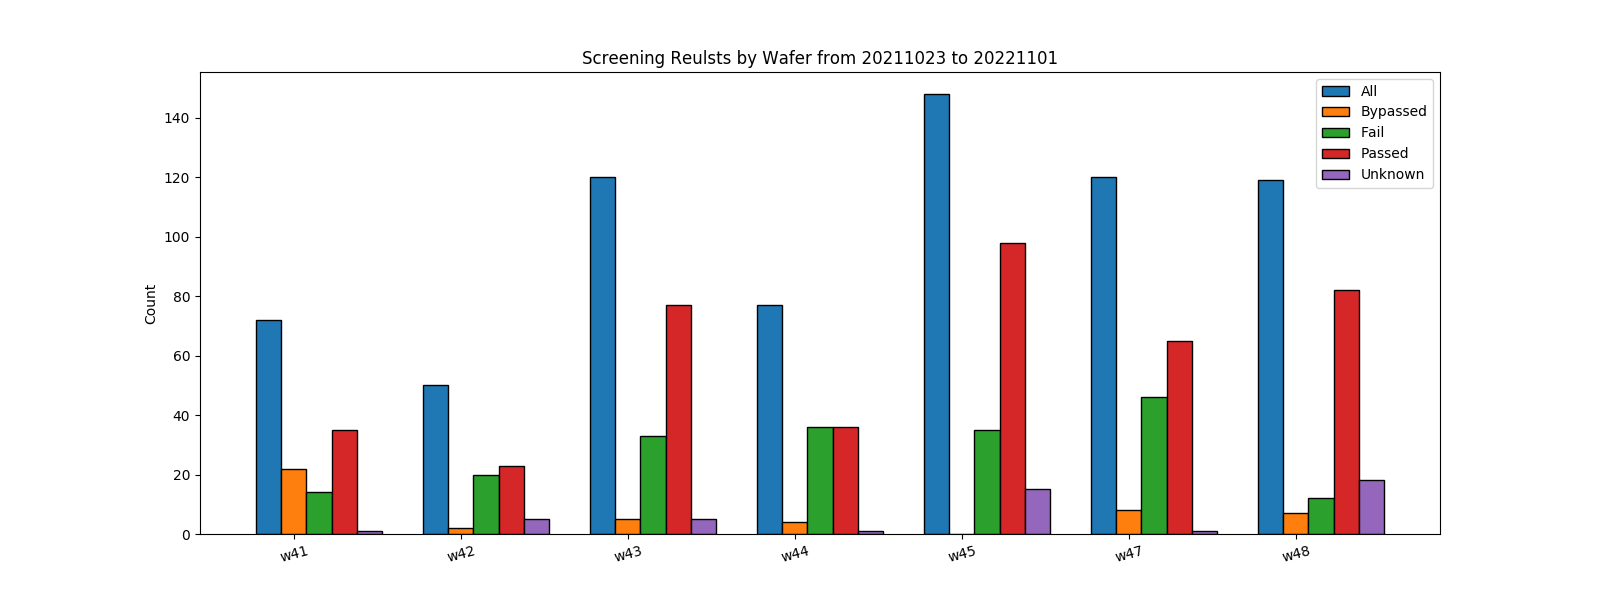 Screening Reulsts by Wafer from 20211023 to 20221101
All
Bypassed
Fail
Passed
Unknown
Count
140
120
100
80
60
40
20
0
w41 w42 w43 w44 w45 w47 w48